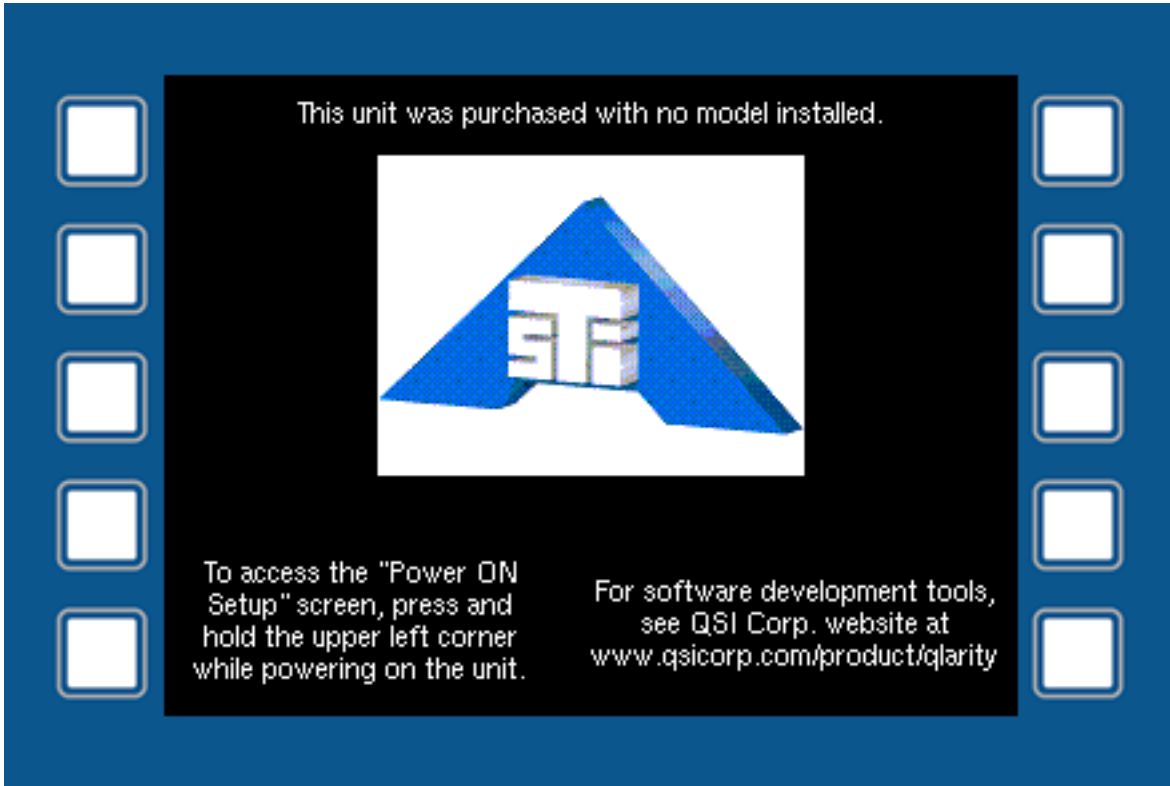 This unit was purchased with no model installed.
sTi
To access the "Power ON
Setup" screen, press and
hold the upper left corner
while powering on the unit.
For software development tools,
see QSI Corp. website at
www.qsicorp.com/product/qlarity